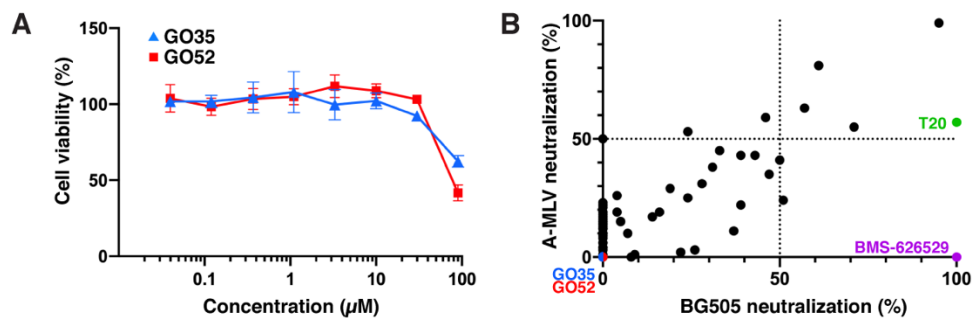 A
GO35
GO52
Cell viability (%)
150
100
50
0
0.1
1
10
100
Concentration (µM)
B
A-MLV neutralization (%)
100
50
0
T20
BMS-626529
GO35
GO52
0
50
100
BG505 neutralization (%)